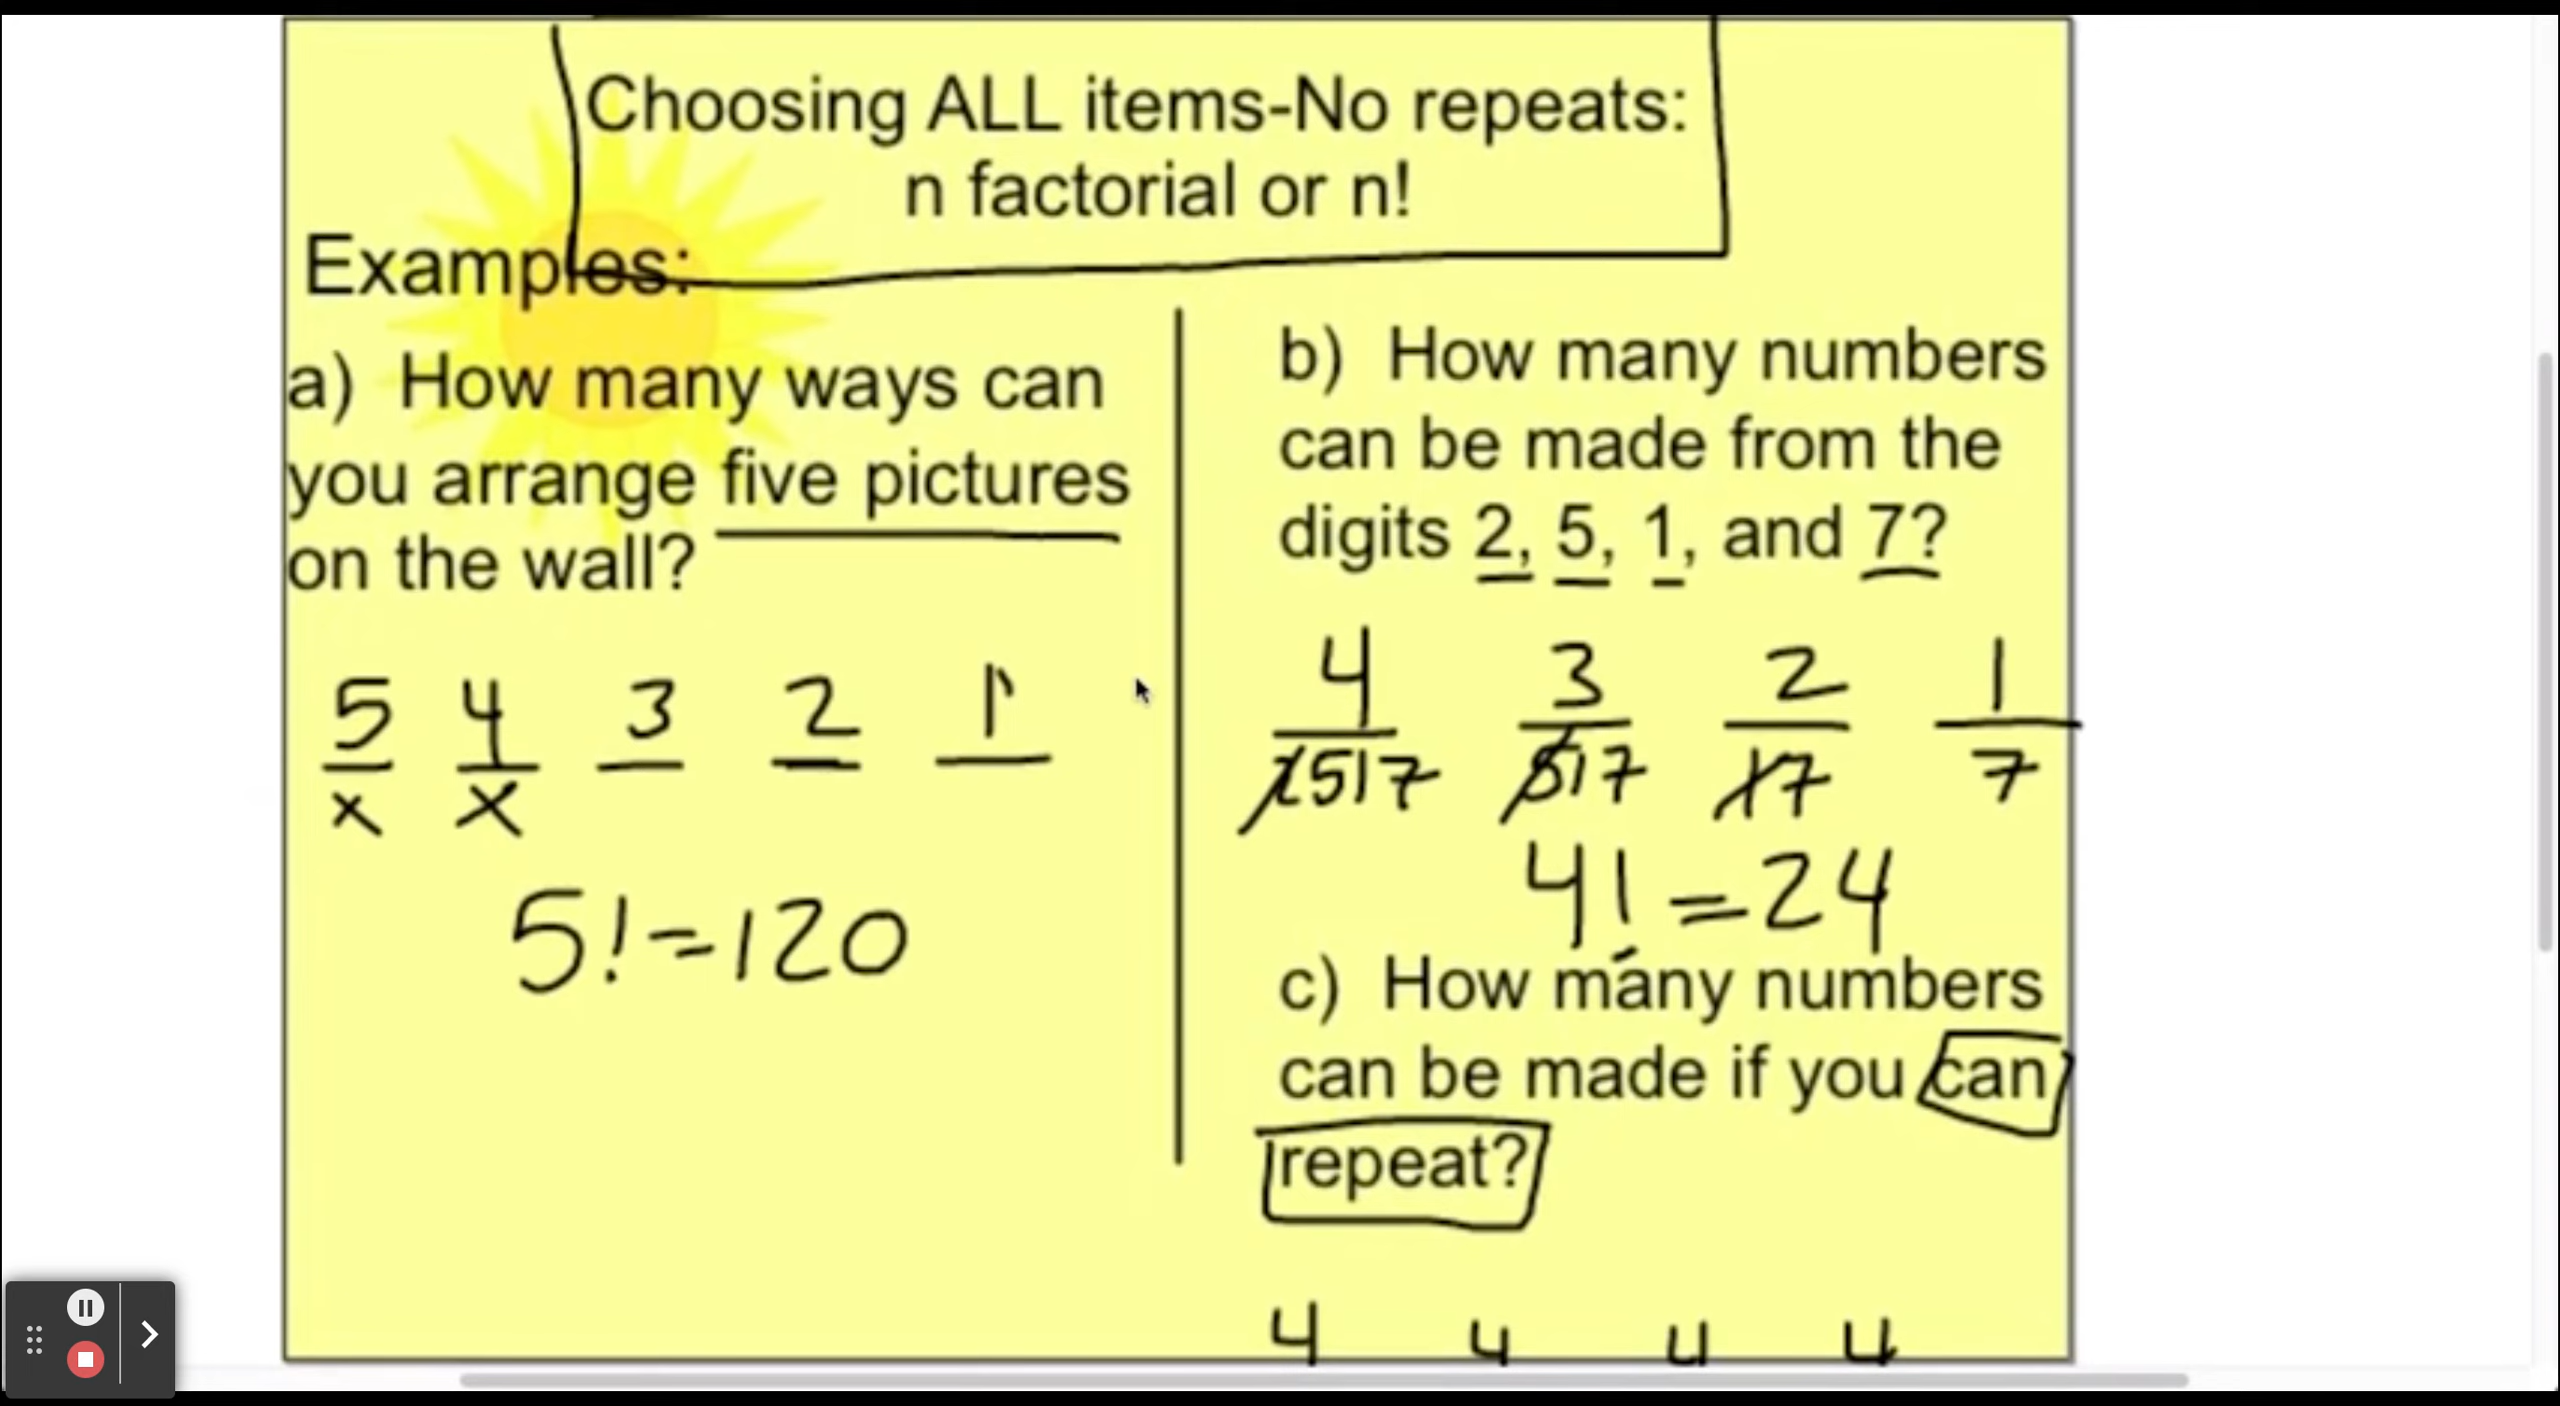 Choosing ALL items-No repeats:
n factorial or n!
Examples:
a) How many ways can
you arrange five pictures
on the wall?
5 4 3 2 1
x x
5! = 120
b) How many numbers
can be made from the
digits 2, 5, 1, and 7?
4 3 2 1
2517 517 17 7
4! = 24
c) How many numbers
can be made if you can
repeat?
4 4 4 4